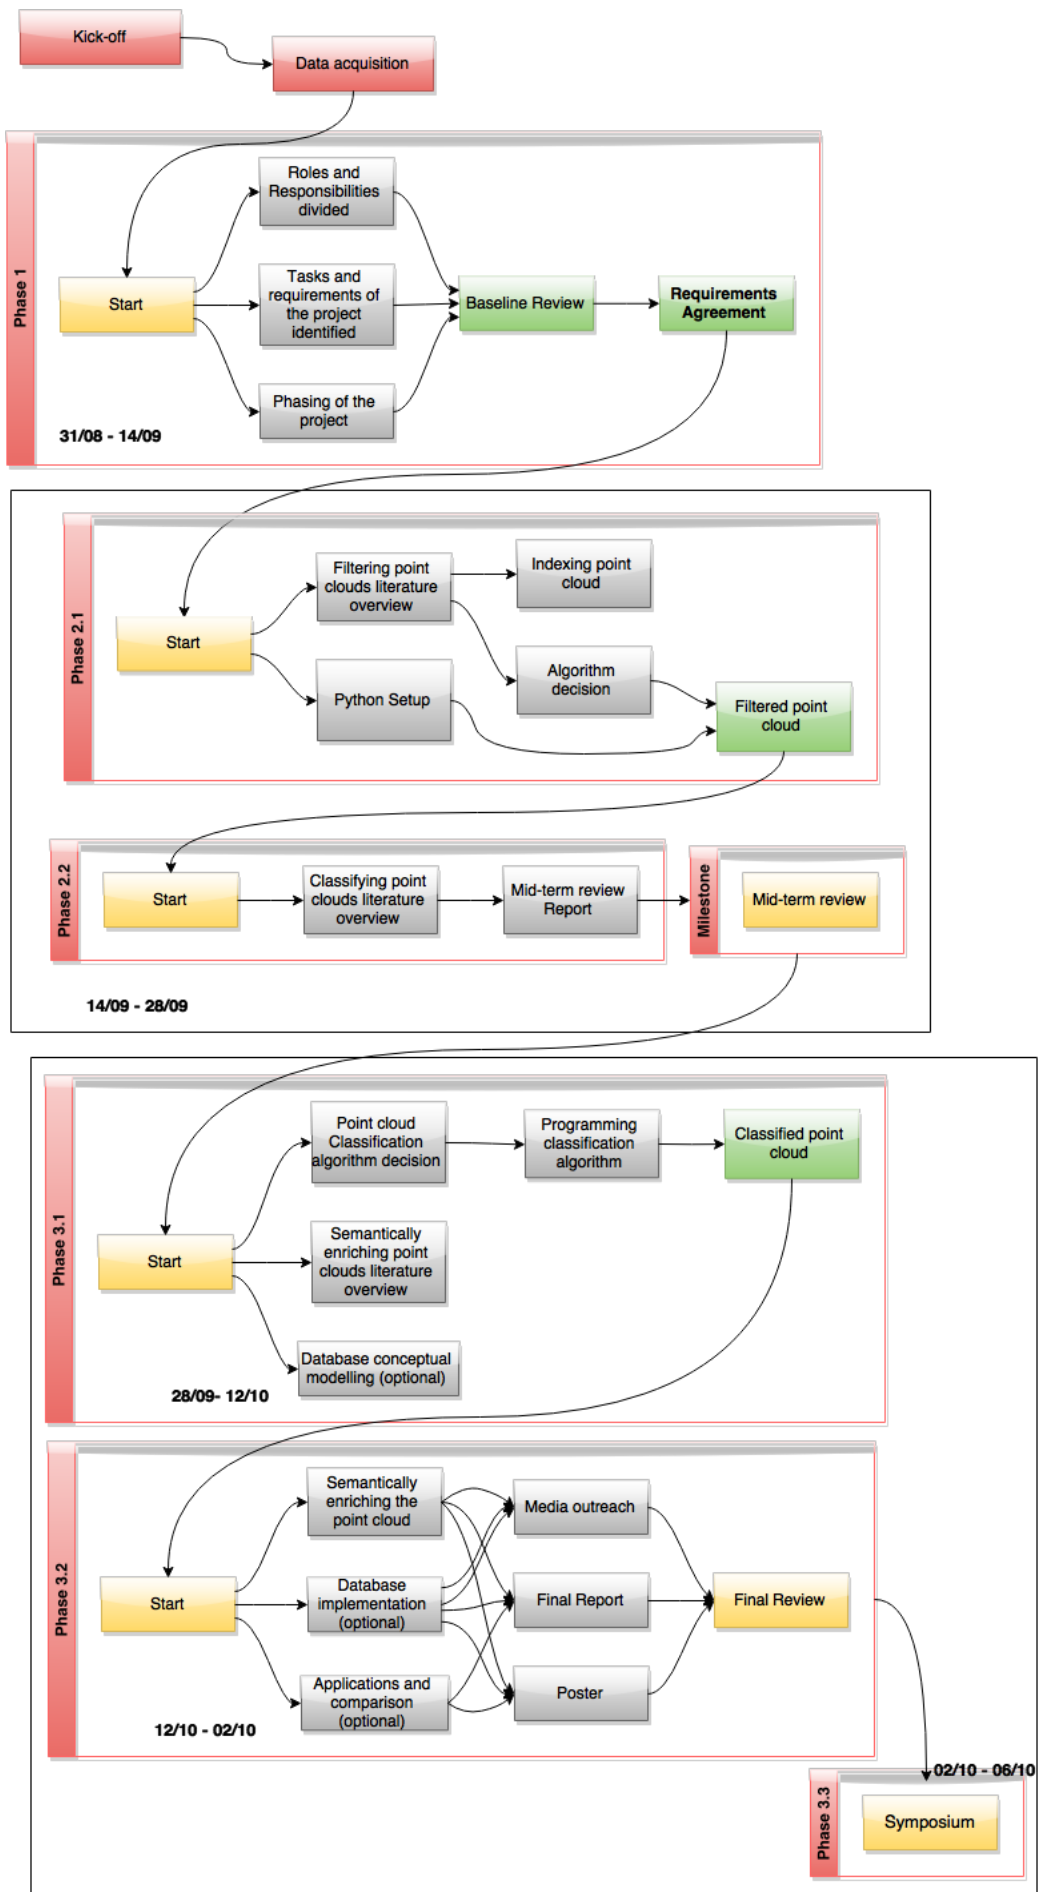 Kick-off
Data acquisition
Phase 1
Start
Roles and
Responsibilities
divided
Tasks and
requirements of
the project
identified
Phasing of the
project
Baseline Review
Requirements
Agreement
31/08 - 14/09
Phase 2.1
Start
Filtering point
clouds literature
overview
Python Setup
Indexing point
cloud
Algorithm
decision
Filtered point
cloud
Phase 2.2
Start
Classifying point
clouds literature
overview
Mid-term review
Report
Milestone
Mid-term review
14/09 - 28/09
Phase 3.1
Start
Point cloud
Classification
algorithm decision
Programming
classification
algorithm
Classified point
cloud
Semantically
enriching point
clouds literature
overview
Database conceptual
modelling (optional)
28/09- 12/10
Phase 3.2
Start
Semantically
enriching the
point cloud
Database
implementation
(optional)
Applications and
comparison
(optional)
Media outreach
Final Report
Poster
Final Review
12/10 - 02/10
02/10 - 06/10
Phase 3.3
Symposium